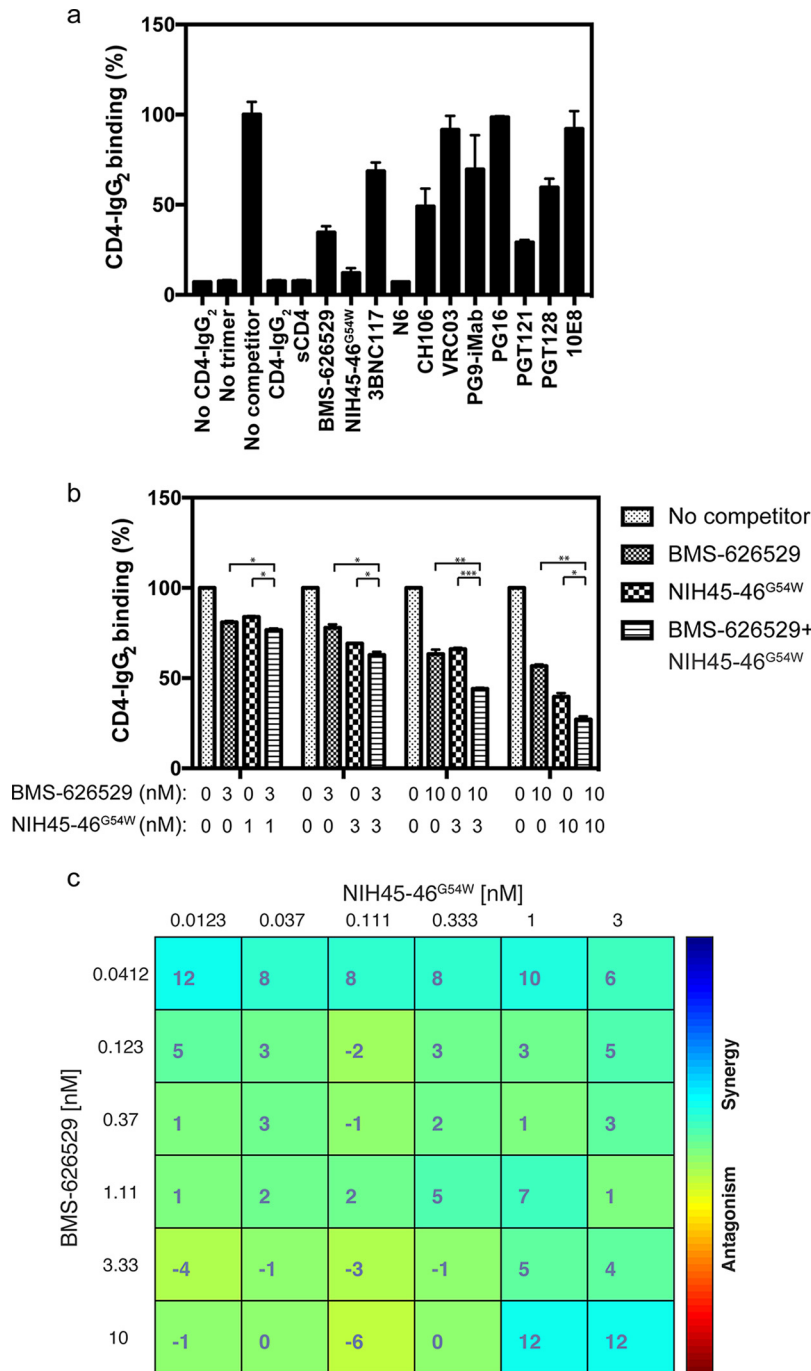 a
150
100
50
0
CD4-IgG₂ binding (%)
No CD4-IgG₂
No trimer
No competitor
CD4-IgG₂
sCD4
BMS-626529
NIH45-46ᴳ⁵⁴ᵂ
3BNC117
N6
CH106
VRC03
PG9-iMab
PG16
PGT121
PGT128
10E8
b
150
100
50
0
CD4-IgG₂ binding (%)
* * * * ** *** ** *
No competitor
BMS-626529
NIH45-46ᴳ⁵⁴ᵂ
BMS-626529+
NIH45-46ᴳ⁵⁴ᵂ
BMS-626529 (nM): 0 3 0 3 0 3 0 3 0 10 0 10 0 10 0 10
NIH45-46ᴳ⁵⁴ᵂ (nM): 0 0 1 1 0 0 3 3 0 0 3 3 0 0 10 10
c
NIH45-46ᴳ⁵⁴ᵂ [nM]
0.0123 0.037 0.111 0.333 1 3
BMS-626529 [nM]
0.0412 12 8 8 8 10 6
0.123 5 3 -2 3 3 5
0.37 1 3 -1 2 1 3
1.11 1 2 2 5 7 1
3.33 -4 -1 -3 -1 5 4
10 -1 0 -6 0 12 12
Synergy
Antagonism